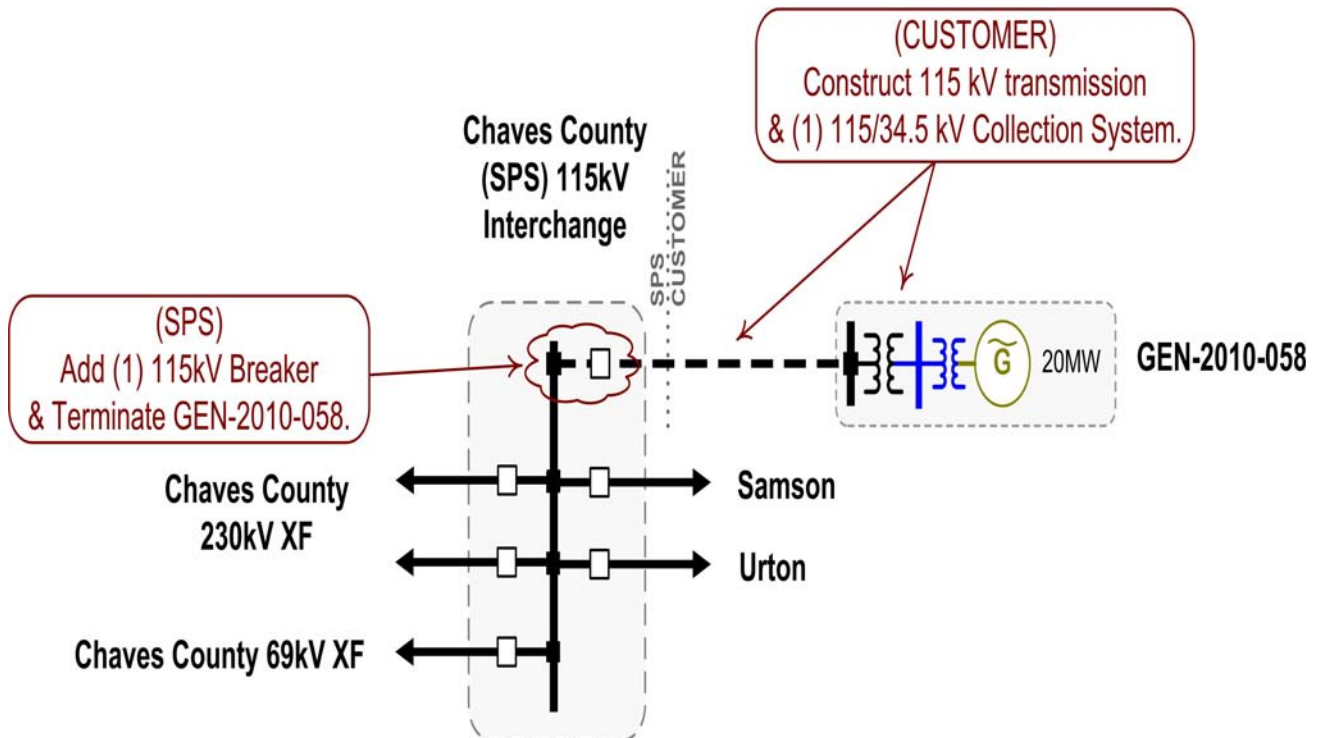 (CUSTOMER)
Construct 115 kV transmission
& (1) 115/34.5 kV Collection System.
Chaves County
(SPS) 115kV
Interchange
SPS
CUSTOMER
(SPS)
Add (1) 115kV Breaker
& Terminate GEN-2010-058.
G
20MW
GEN-2010-058
Chaves County
230kV XF
Samson
Urton
Chaves County 69kV XF